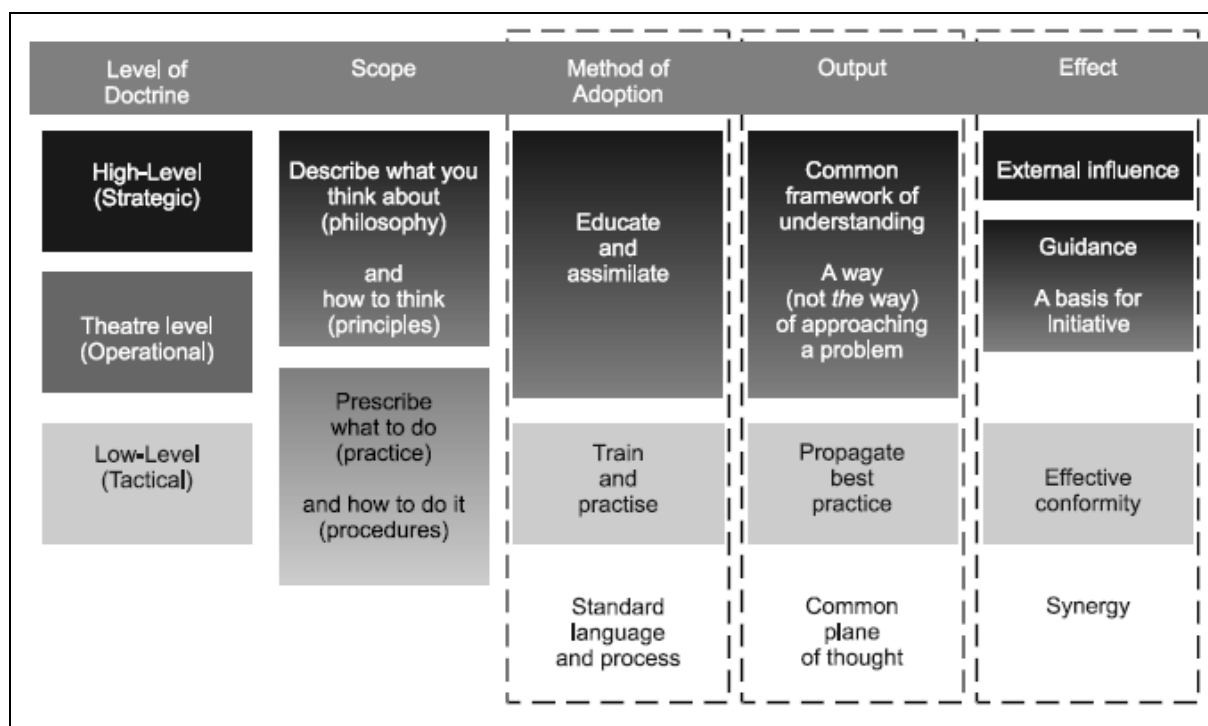 Level of
Doctrine
Scope
Method of
Adoption
Output
Effect
High-Level
(Strategic)
Theatre level
(Operational)
Low-Level
(Tactical)
Describe what you
think about
(philosophy)
and
how to think
(principles)
Prescribe
what to do
(practice)
and how to do it
(procedures)
Educate
and
assimilate
Train
and
practise
Standard
language
and process
Common
framework of
understanding
A way
(not the way)
of approaching
a problem
Propagate
best
practice
Common
plane
of thought
External influence
Guidance
A basis for
Initiative
Effective
conformity
Synergy